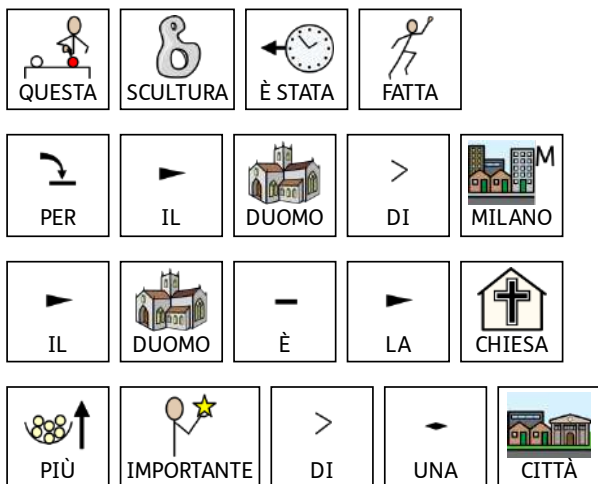 QUESTA SCULTURA È STATA FATTA
M
PER IL DUOMO DI MILANO
IL DUOMO È LA CHIESA
PIÙ IMPORTANTE DI UNA CITTÀ